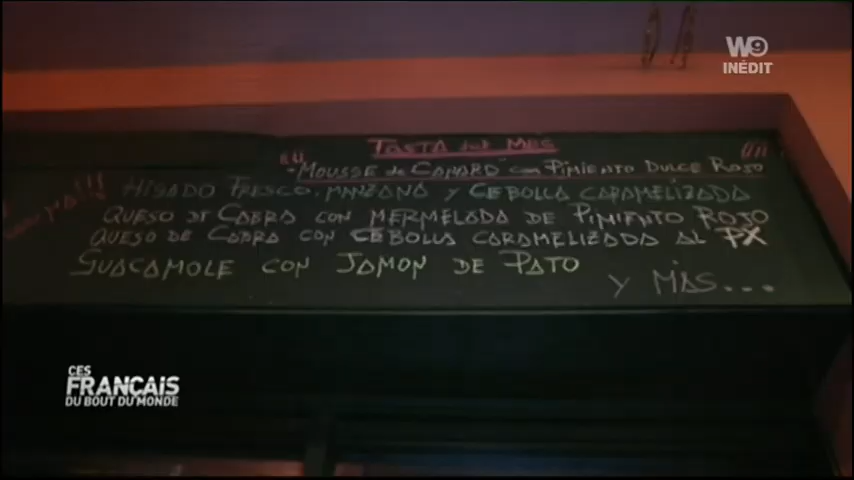 W9
INÉDIT
TOSTA del MES
"MOUSSE de CANARD" con PIMIENTO DULCE ROJO
HIGADO FRESCO, MANZANA Y CEBOLLA CARAMELIZADA
QUESO DE CABRA CON MERMELADA DE PIMIENTO ROJO
QUESO DE CABRA CON CEBOLLA CARAMELIZADA AL PX
GUACAMOLE CON JAMON DE PATO
Y MÁS....
CES
FRANÇAIS
DU BOUT DU MONDE